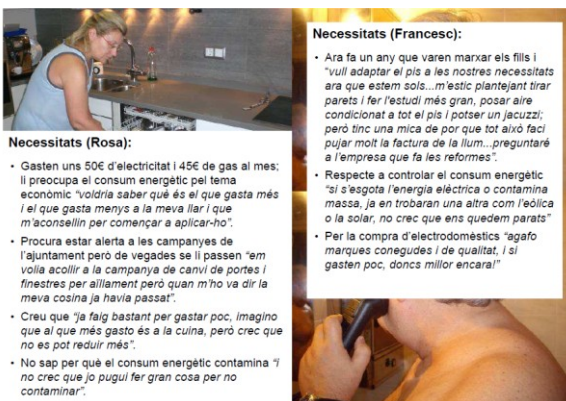 Necessitats (Rosa):
• Gasten uns 50€ d'electricitat i 45€ de gas al mes;
li preocupa el consum energètic pel tema
econòmic "voldria saber què és el que gasta més
i el que gasta menys a la meva llar i que
m'aconsellin per començar a aplicar-ho".
• Procura estar alerta a les campanyes de
l'ajuntament però de vegades se li passen "em
volia acollir a la campanya de canvi de portes i
finestres per aïllament però quan m'ho va dir la
meva cosina ja havia passat".
• Creu que "ja faig bastant per gastar poc, imagino
que al que més gasto és a la cuina, però crec que
no es pot reduir més".
• No sap per què el consum energètic contamina "i
no crec que jo pugui fer gran cosa per no
contaminar".
Necessitats (Francesc):
• Ara fa un any que varen marxar els fills i
"vull adaptar el pis a les nostres necessitats
ara que estem sols...m'estic plantejant tirar
parets i fer l'estudi més gran, posar aire
condicionat a tot el pis i potser un jacuzzi;
però tinc una mica de por que tot això faci
pujar molt la factura de la llum...preguntaré
a l'empresa que fa les reformes".
• Respecte a controlar el consum energètic
"si s'esgota l'energia elèctrica o contamina
massa, ja en trobaran una altra com l'eòlica
o la solar, no crec que ens quedem parats"
• Per la compra d'electrodomèstics "agafo
marques conegudes i de qualitat, i si
gasten poc, doncs millor encara!"